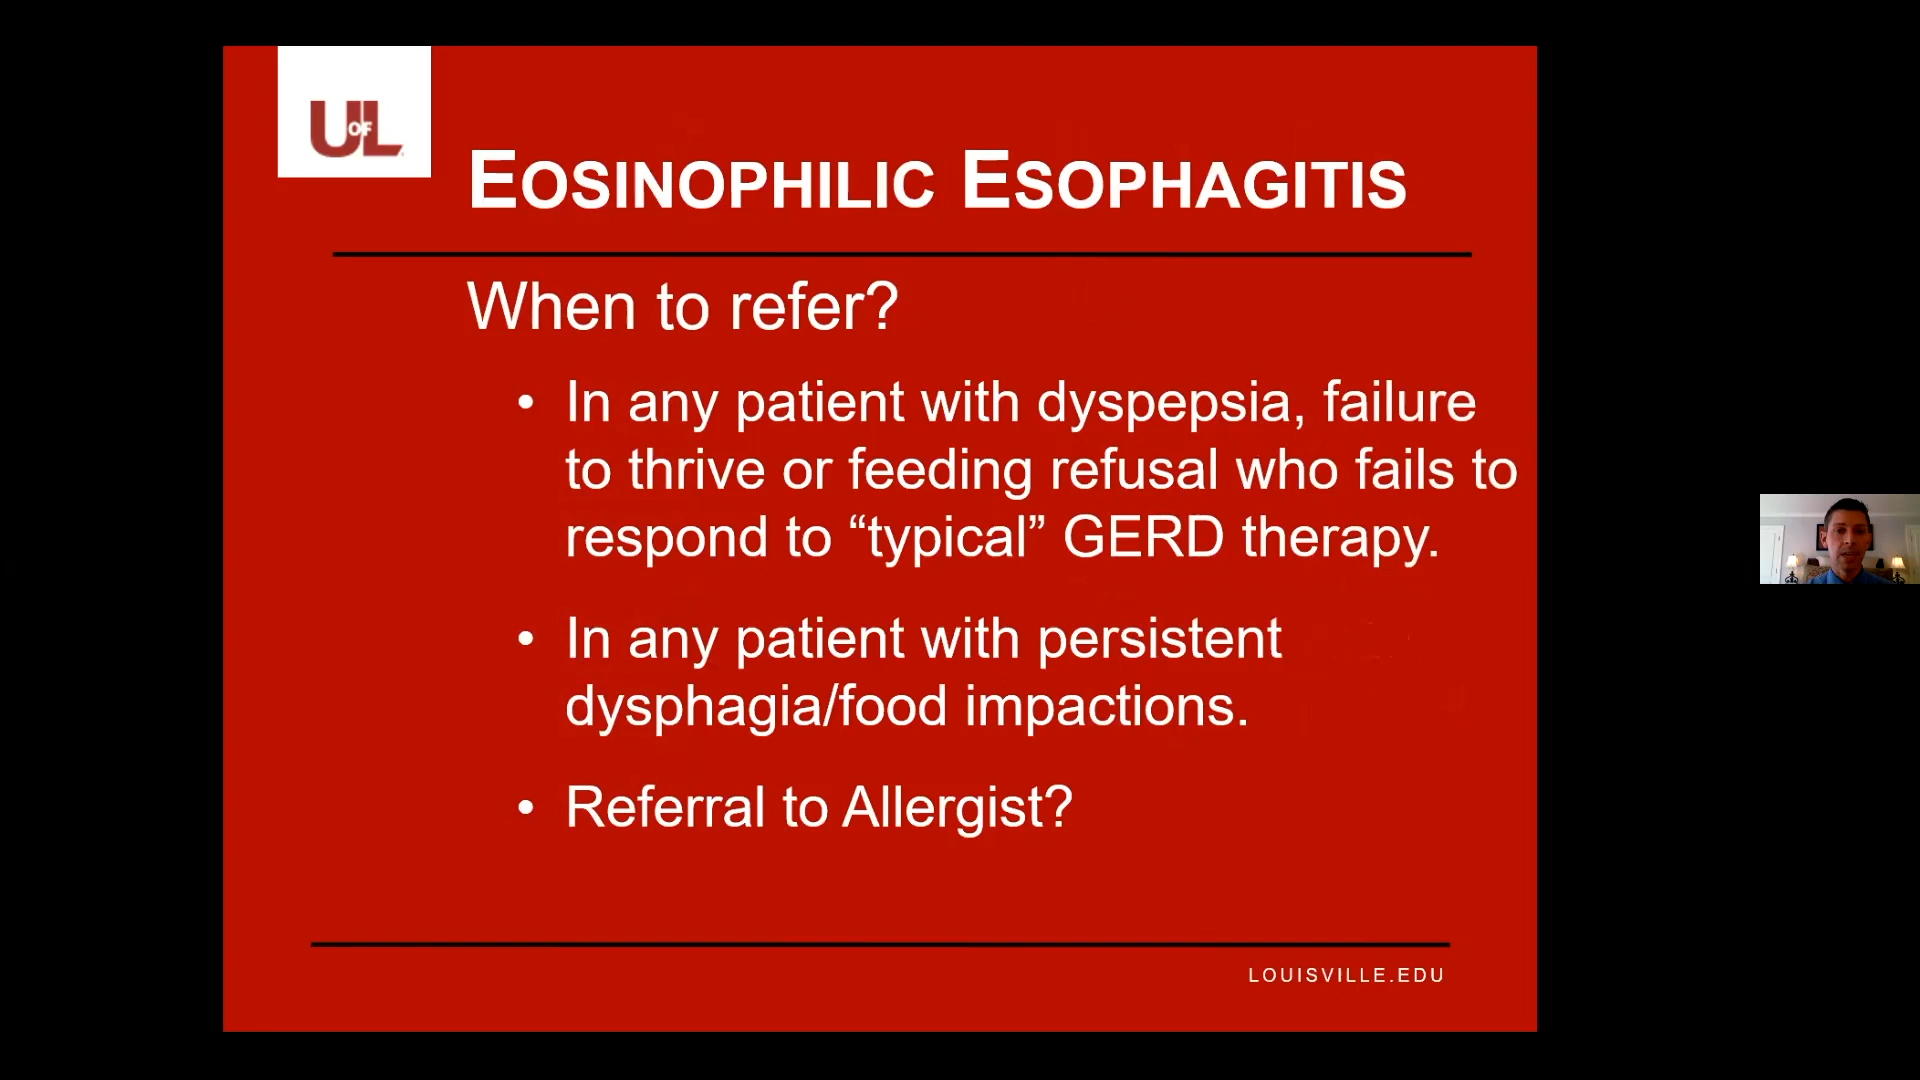 UofL
EOSINOPHILIC ESOPHAGITIS
When to refer?
• In any patient with dyspepsia, failure
to thrive or feeding refusal who fails to
respond to “typical” GERD therapy.
• In any patient with persistent
dysphagia/food impactions.
• Referral to Allergist?
LOUISVILLE.EDU